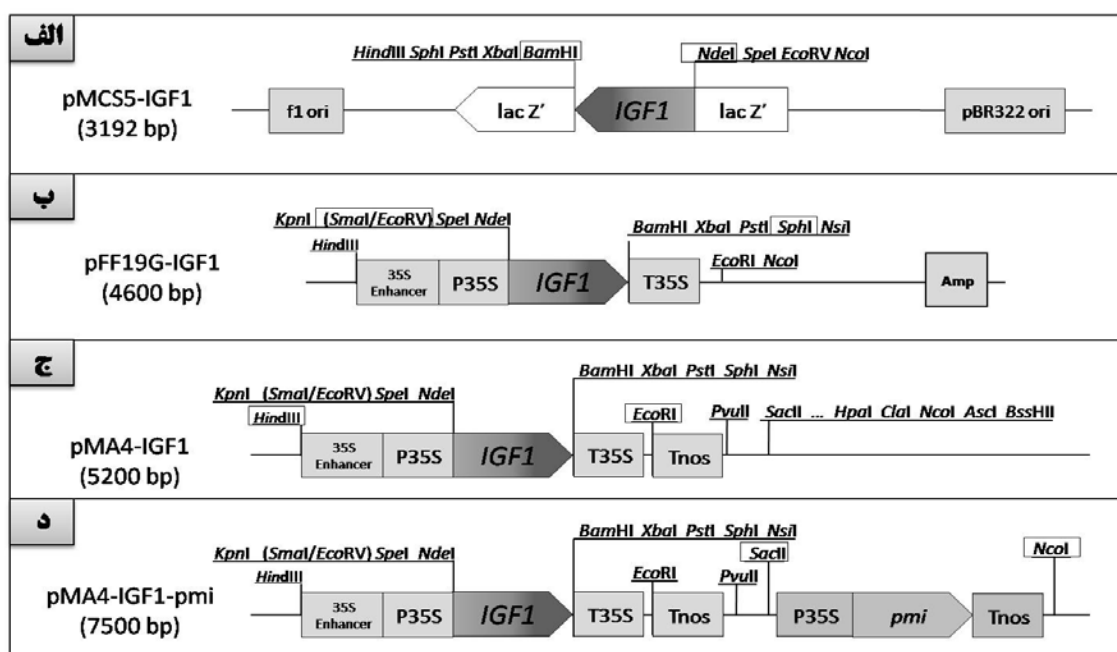 الف
HindIII SphI PstI XbaI BamHI
NdeI SpeI EcoRV NcoI
pMCS5-IGF1
(3192 bp)
f1 ori
lac Z'
IGF1
lac Z'
pBR322 ori
ب
KpnI (SmaI/EcoRV) SpeI NdeI
BamHI XbaI PstI SphI NsiI
HindIII
EcoRI NcoI
pFF19G-IGF1
(4600 bp)
35S
Enhancer
P35S
IGF1
T35S
Amp
ج
BamHI XbaI PstI SphI NsiI
KpnI (SmaI/EcoRV) SpeI NdeI
HindIII
EcoRI
PvuII
SacII ... HpaI ClaI NcoI AscI BssHII
pMA4-IGF1
(5200 bp)
35S
Enhancer
P35S
IGF1
T35S
Tnos
د
BamHI XbaI PstI SphI NsiI
KpnI (SmaI/EcoRV) SpeI NdeI
SacII
NcoI
HindIII
EcoRI
PvuII
pMA4-IGF1-pmi
(7500 bp)
35S
Enhancer
P35S
IGF1
T35S
Tnos
P35S
pmi
Tnos